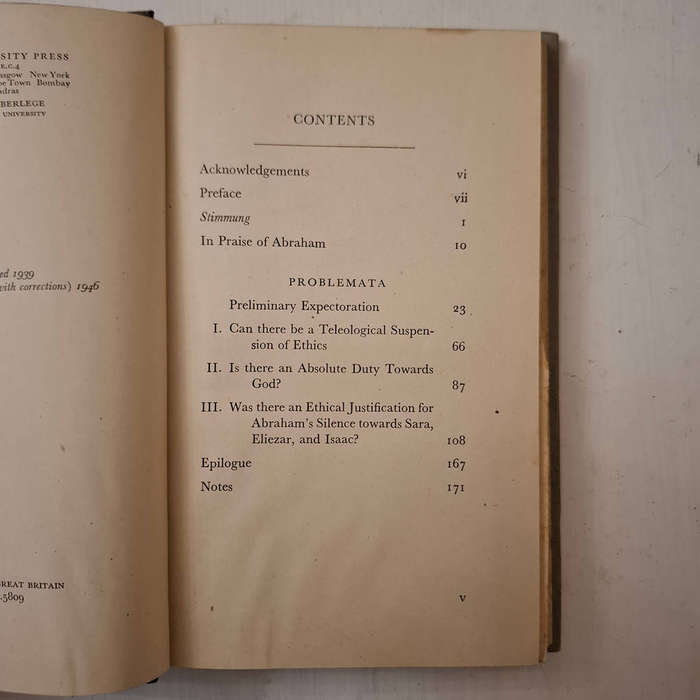 SITY PRESS
E.C.4
sgow New York
e Town Bombay
dras
BERLEGE
UNIVERSITY
ed 1939
with corrections) 1946
REAT BRITAIN
.5809
CONTENTS
Acknowledgements vi
Preface vii
Stimmung 1
In Praise of Abraham 10
PROBLEMATA
Preliminary Expectoration 23
I. Can there be a Teleological Suspen-
sion of Ethics 66
II. Is there an Absolute Duty Towards
God? 87
III. Was there an Ethical Justification for
Abraham's Silence towards Sara,
Eliezar, and Isaac? 108
Epilogue 167
Notes 171
v